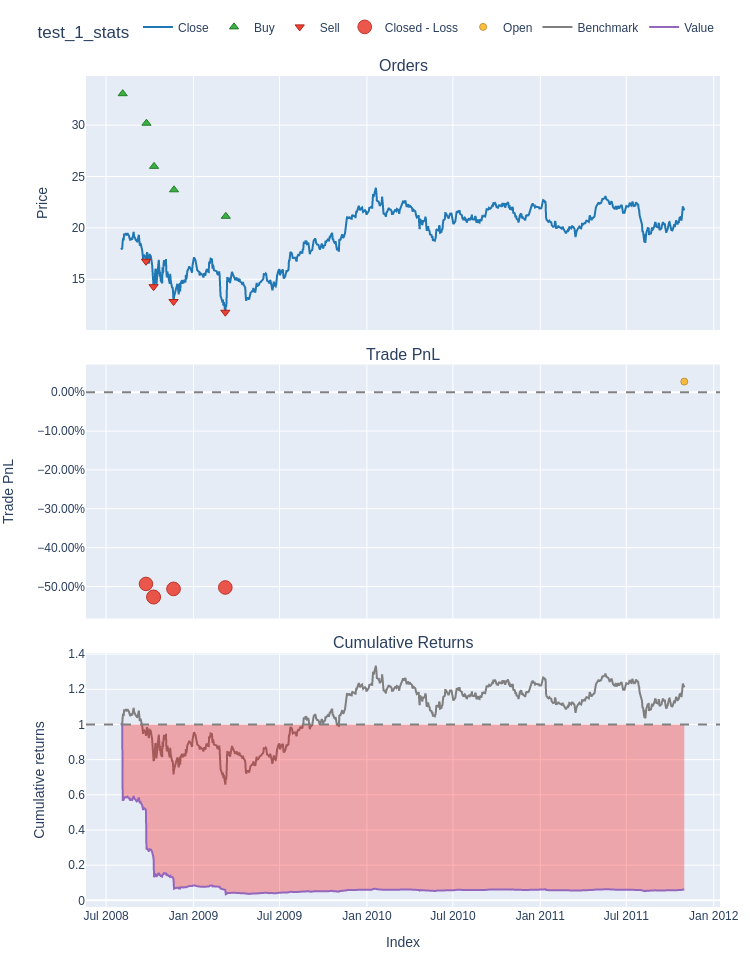 test_1_stats
Close Buy Sell Closed - Loss Open Benchmark Value
Orders
Price
30
25
20
15
Trade PnL
Trade PnL
0.00%
−10.00%
−20.00%
−30.00%
−40.00%
−50.00%
Cumulative Returns
Cumulative returns
1.4
1.2
1
0.8
0.6
0.4
0.2
0
Jul 2008 Jan 2009 Jul 2009 Jan 2010 Jul 2010 Jan 2011 Jul 2011 Jan 2012
Index